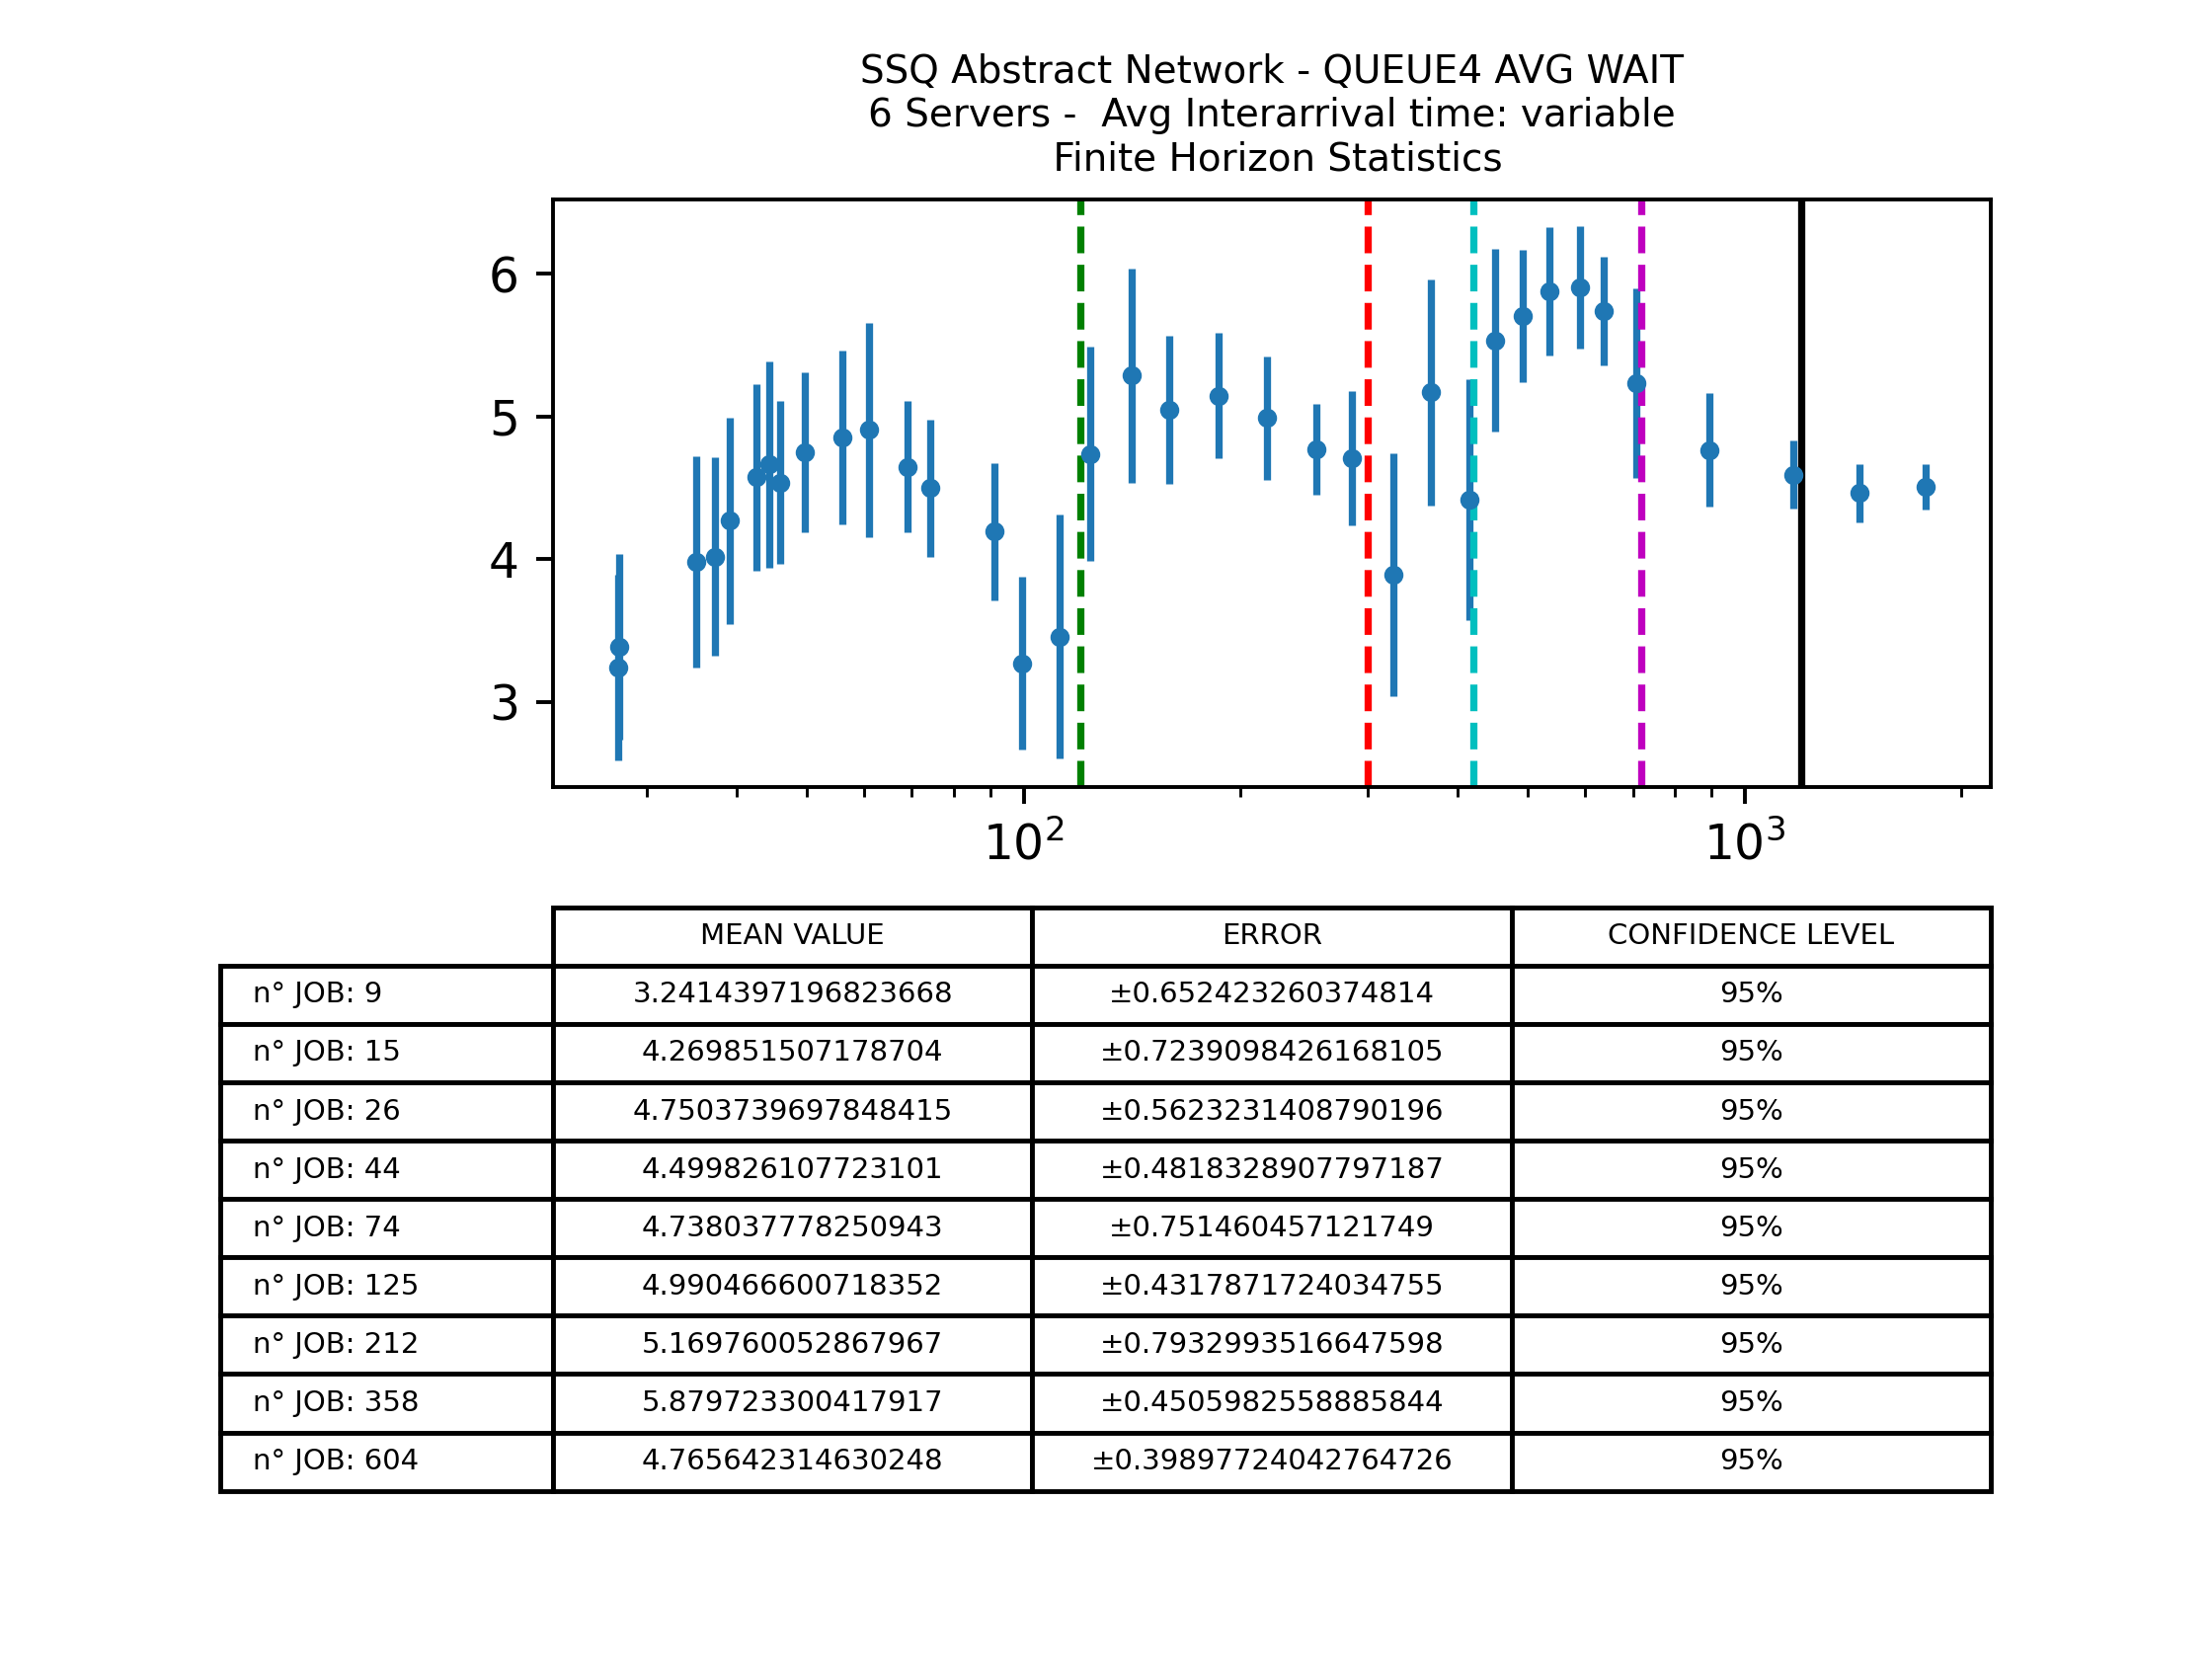 SSQ Abstract Network - QUEUE4 AVG WAIT
6 Servers -  Avg Interarrival time: variable
Finite Horizon Statistics
6
5
4
3
10² 10³
MEAN VALUE ERROR CONFIDENCE LEVEL
n° JOB: 9 3.2414397196823668 ±0.652423260374814 95%
n° JOB: 15 4.269851507178704 ±0.7239098426168105 95%
n° JOB: 26 4.7503739697848415 ±0.5623231408790196 95%
n° JOB: 44 4.499826107723101 ±0.4818328907797187 95%
n° JOB: 74 4.738037778250943 ±0.751460457121749 95%
n° JOB: 125 4.990466600718352 ±0.4317871724034755 95%
n° JOB: 212 5.169760052867967 ±0.7932993516647598 95%
n° JOB: 358 5.879723300417917 ±0.4505982558885844 95%
n° JOB: 604 4.765642314630248 ±0.39897724042764726 95%